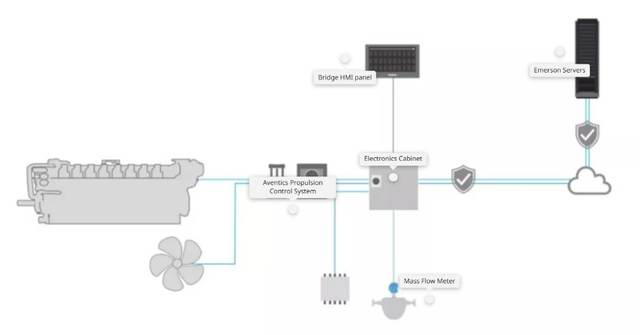 Bridge HMI panel
Emerson Servers
Electronics Cabinet
Aventics Propulsion
Control System
Mass Flow Meter